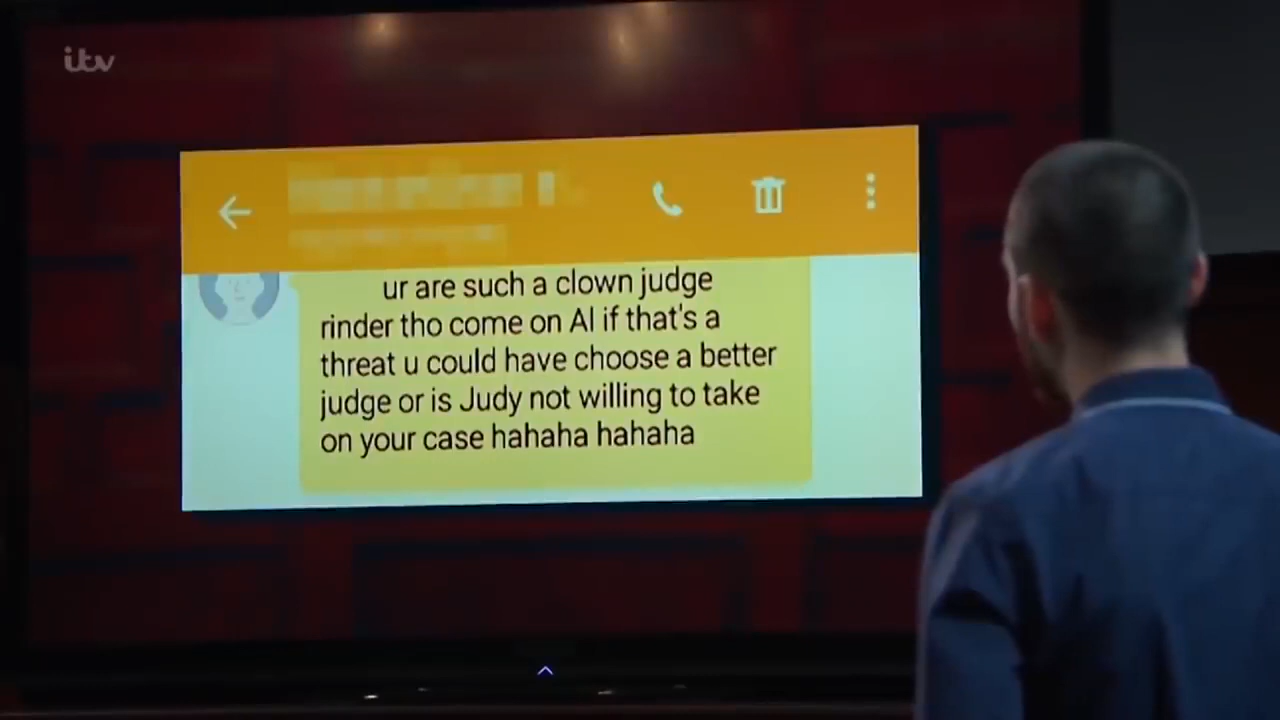 itv
ur are such a clown judge
rinder tho come on Al if that's a
threat u could have choose a better
judge or is Judy not willing to take
on your case hahaha hahaha